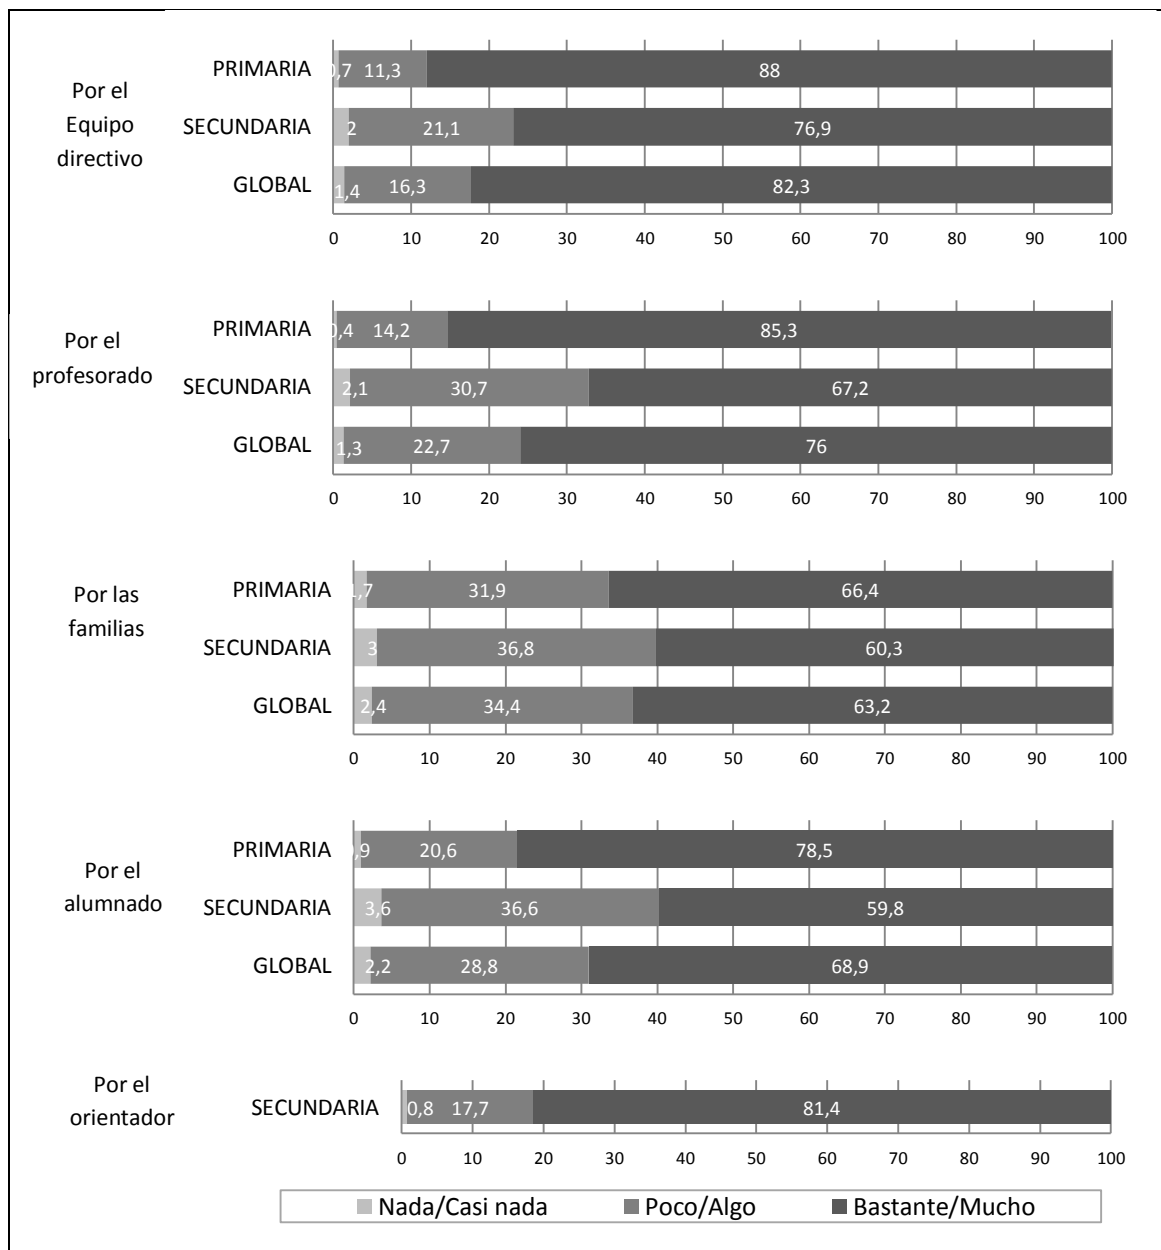 Por el
Equipo
directivo
PRIMARIA 0,7 11,3 88
SECUNDARIA 2 21,1 76,9
GLOBAL 1,4 16,3 82,3
0 10 20 30 40 50 60 70 80 90 100
Por el
profesorado
PRIMARIA 0,4 14,2 85,3
SECUNDARIA 2,1 30,7 67,2
GLOBAL 1,3 22,7 76
0 10 20 30 40 50 60 70 80 90 100
Por las
familias
PRIMARIA 1,7 31,9 66,4
SECUNDARIA 3 36,8 60,3
GLOBAL 2,4 34,4 63,2
0 10 20 30 40 50 60 70 80 90 100
Por el
alumnado
PRIMARIA 0,9 20,6 78,5
SECUNDARIA 3,6 36,6 59,8
GLOBAL 2,2 28,8 68,9
0 10 20 30 40 50 60 70 80 90 100
Por el
orientador
SECUNDARIA 0,8 17,7 81,4
0 10 20 30 40 50 60 70 80 90 100
Nada/Casi nada Poco/Algo Bastante/Mucho